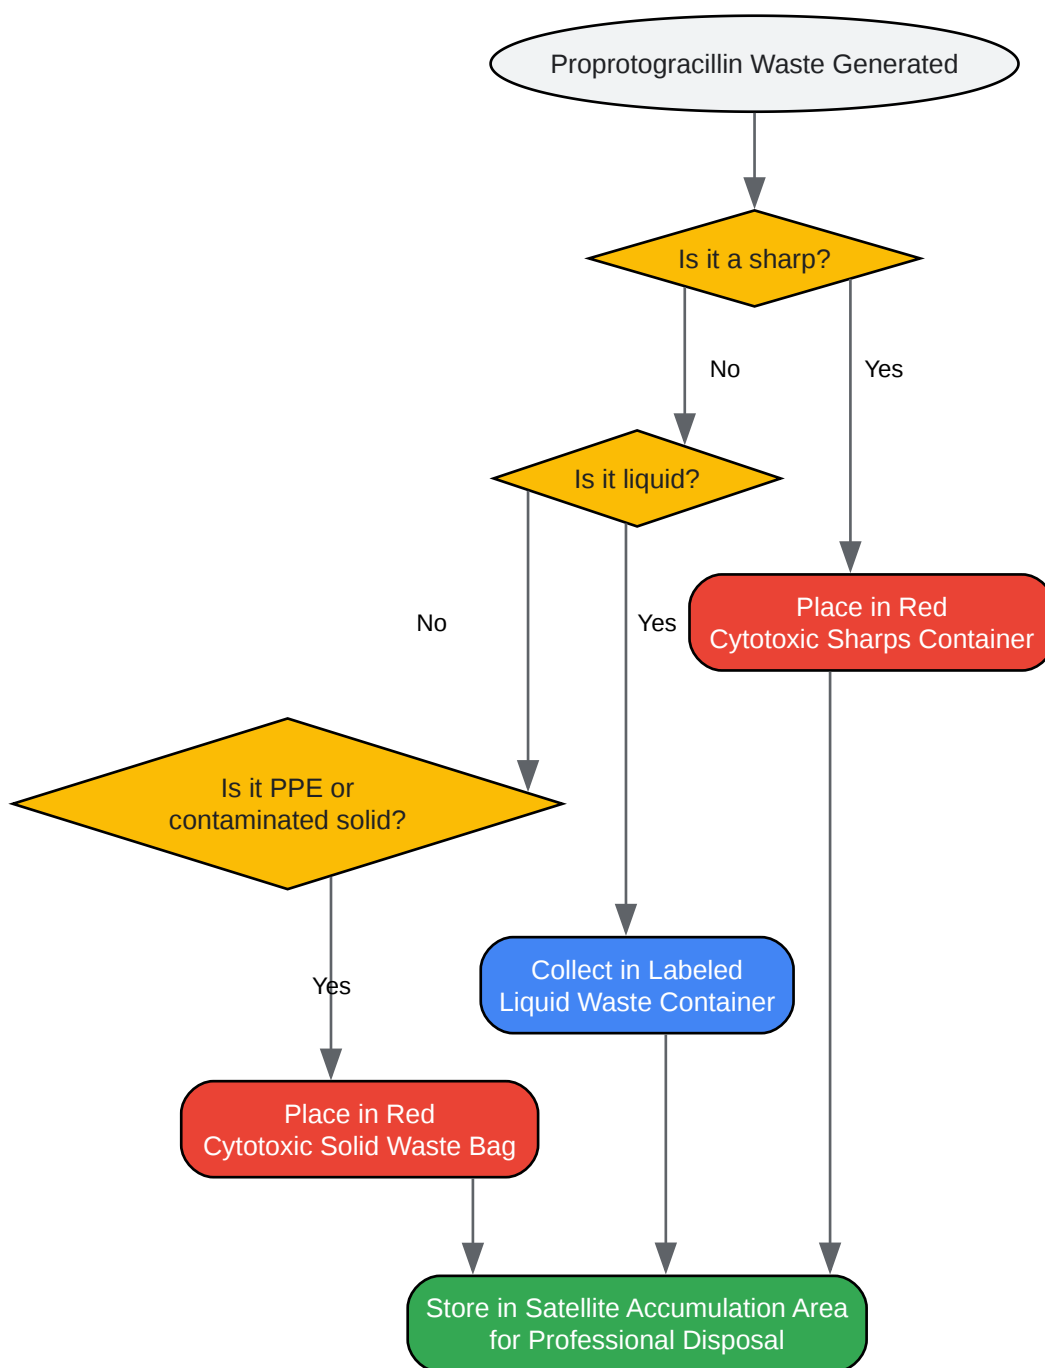 Proprotogracillin Waste Generated
Is it a sharp?
No
Yes
Is it liquid?
Place in Red
Cytotoxic Sharps Container
No
Yes
Is it PPE or
contaminated solid?
Collect in Labeled
Liquid Waste Container
Yes
Place in Red
Cytotoxic Solid Waste Bag
Store in Satellite Accumulation Area
for Professional Disposal